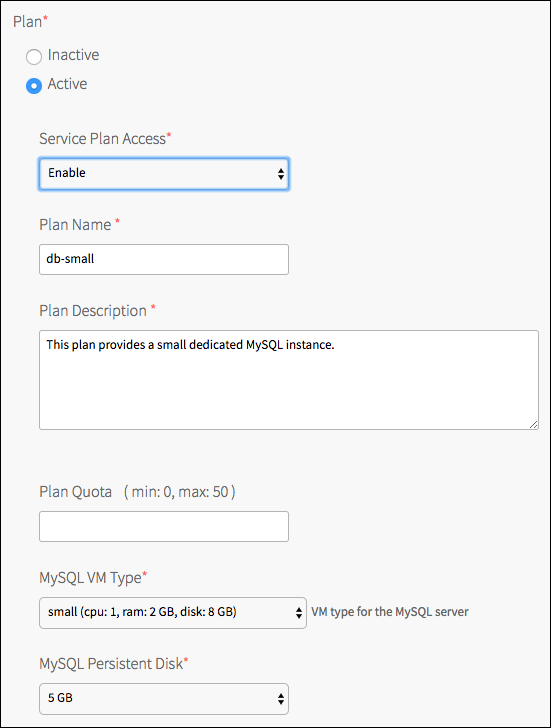 Plan*
Inactive
Active
Service Plan Access*
Enable
Plan Name *
db-small
Plan Description *
This plan provides a small dedicated MySQL instance.
Plan Quota ( min: 0, max: 50 )
MySQL VM Type*
small (cpu: 1, ram: 2 GB, disk: 8 GB) VM type for the MySQL server
MySQL Persistent Disk*
5 GB